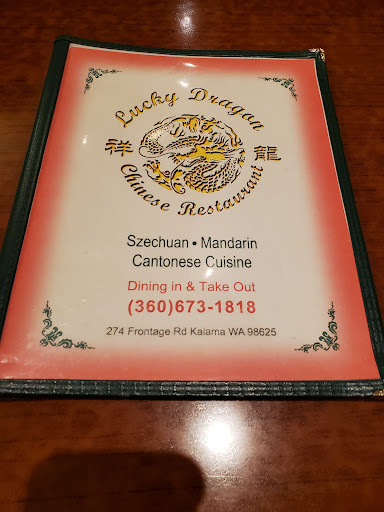 Lucky Dragon
祥 龍
Chinese Restaurant
Szechuan • Mandarin
Cantonese Cuisine
Dining in & Take Out
(360)673-1818
274 Frontage Rd Kalama WA 98625